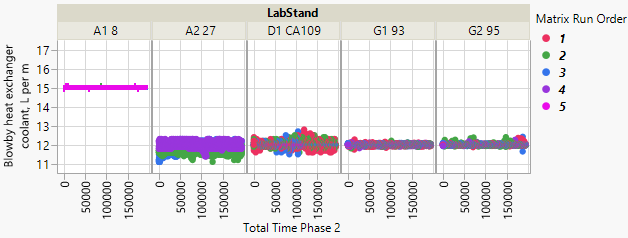 LabStand
A1 8 A2 27 D1 CA109 G1 93 G2 95
Matrix Run Order
1
2
3
4
5
Blowby heat exchanger
coolant, L per m
17
16
15
14
13
12
11
0 50000 100000 150000 0 50000 100000 150000 0 50000 100000 150000 0 50000 100000 150000 0 50000 100000 150000
Total Time Phase 2